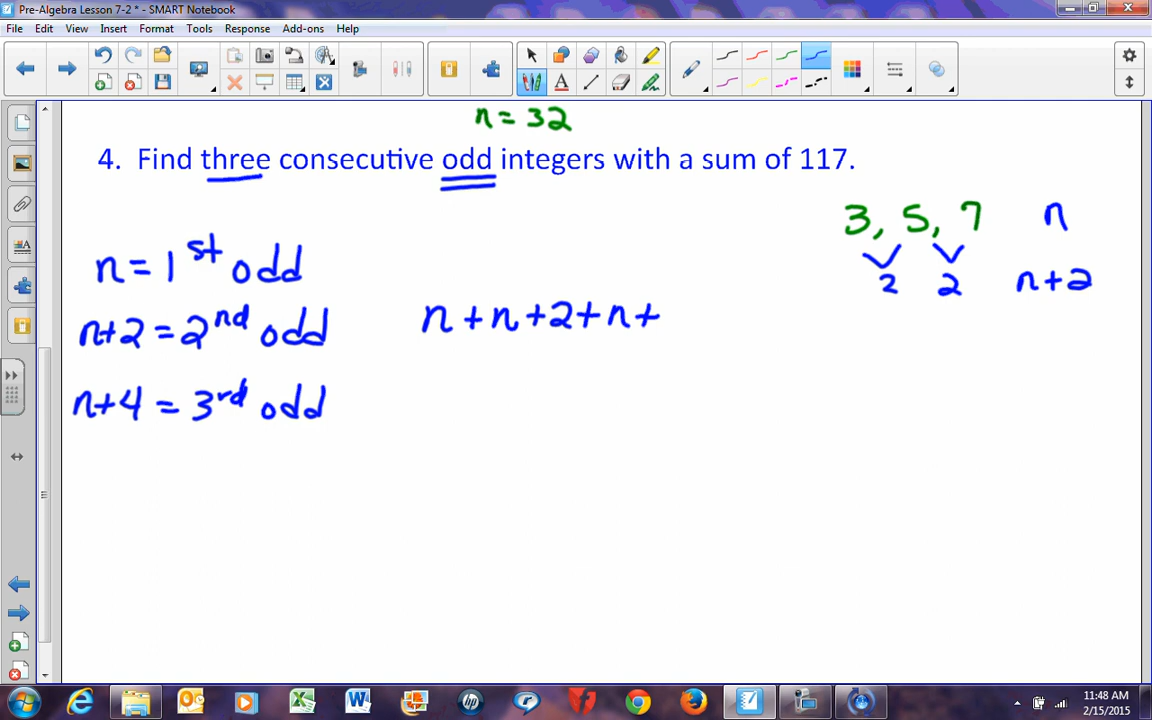 Pre-Algebra Lesson 7-2 * - SMART Notebook
File Edit View Insert Format Tools Response Add-ons Help
n = 32
4. Find three consecutive odd integers with a sum of 117.
3, 5, 7 n
2 2 n+2
n = 1st odd
n+2 = 2nd odd
n+n+2+n+
n+4 = 3rd odd
11:48 AM
2/15/2015